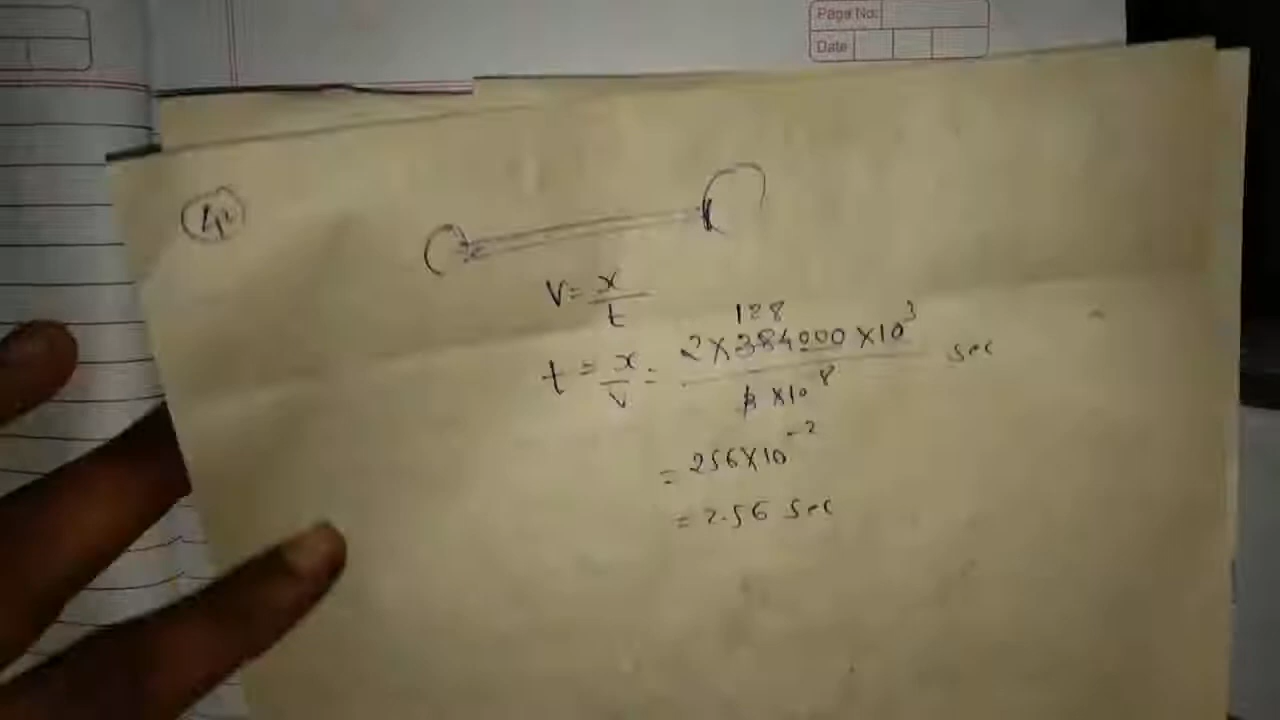 Page No:
Date
V = x/t
128
t = x/V = 2×384000×10³ / 3×10⁸ sec
= 256×10⁻²
= 2.56 sec